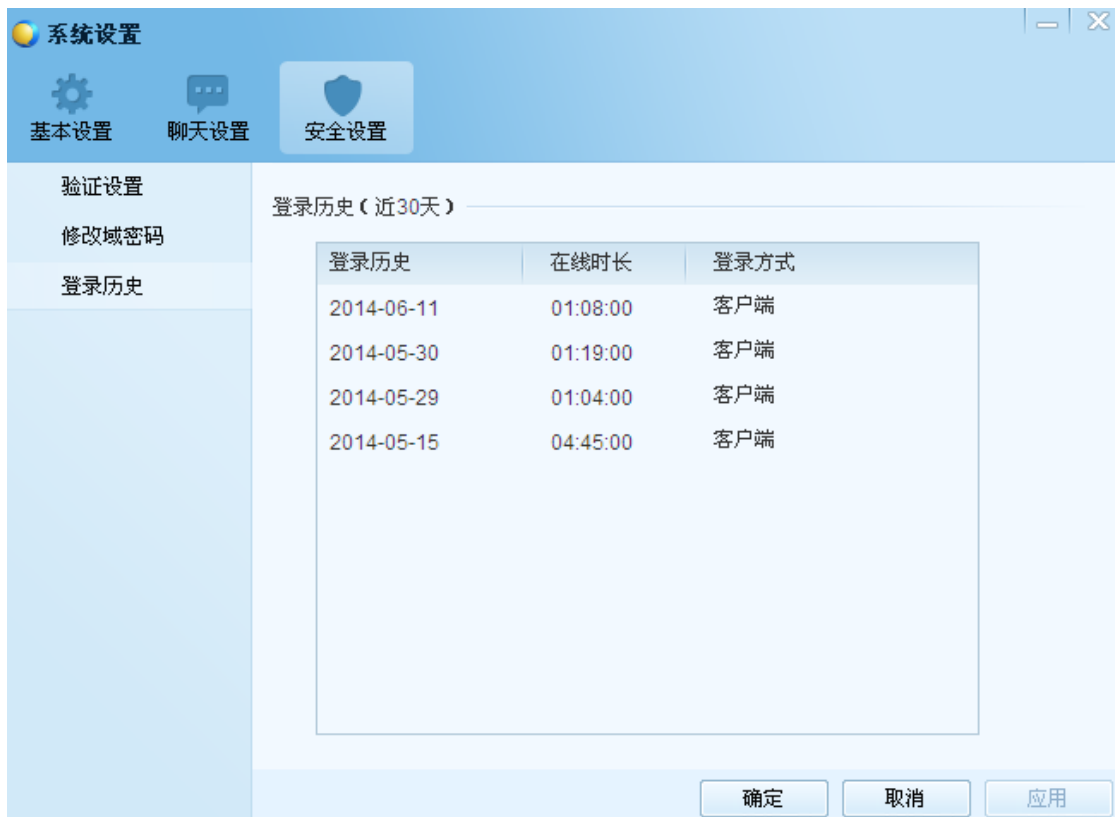 系统设置
基本设置 聊天设置 安全设置
验证设置
修改域密码
登录历史
登录历史（近30天）
登录历史 在线时长 登录方式
2014-06-11 01:08:00 客户端
2014-05-30 01:19:00 客户端
2014-05-29 01:04:00 客户端
2014-05-15 04:45:00 客户端
确定 取消 应用